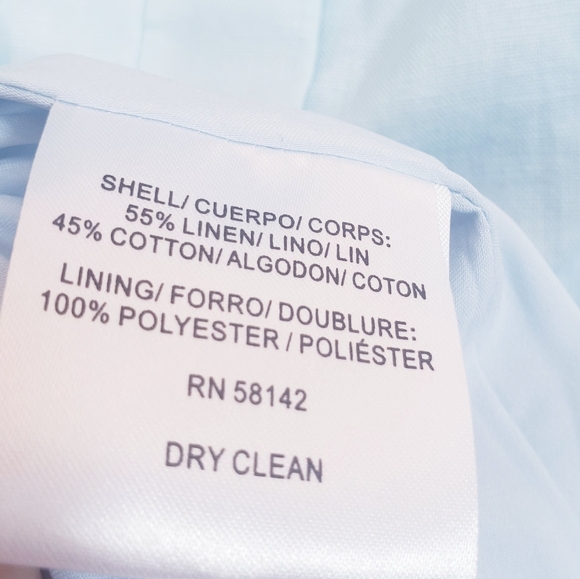 SHELL/ CUERPO/ CORPS:
55% LINEN/ LINO/ LIN
45% COTTON/ ALGODON/ COTON
LINING/ FORRO/ DOUBLURE:
100% POLYESTER / POLIÉSTER
RN 58142
DRY CLEAN